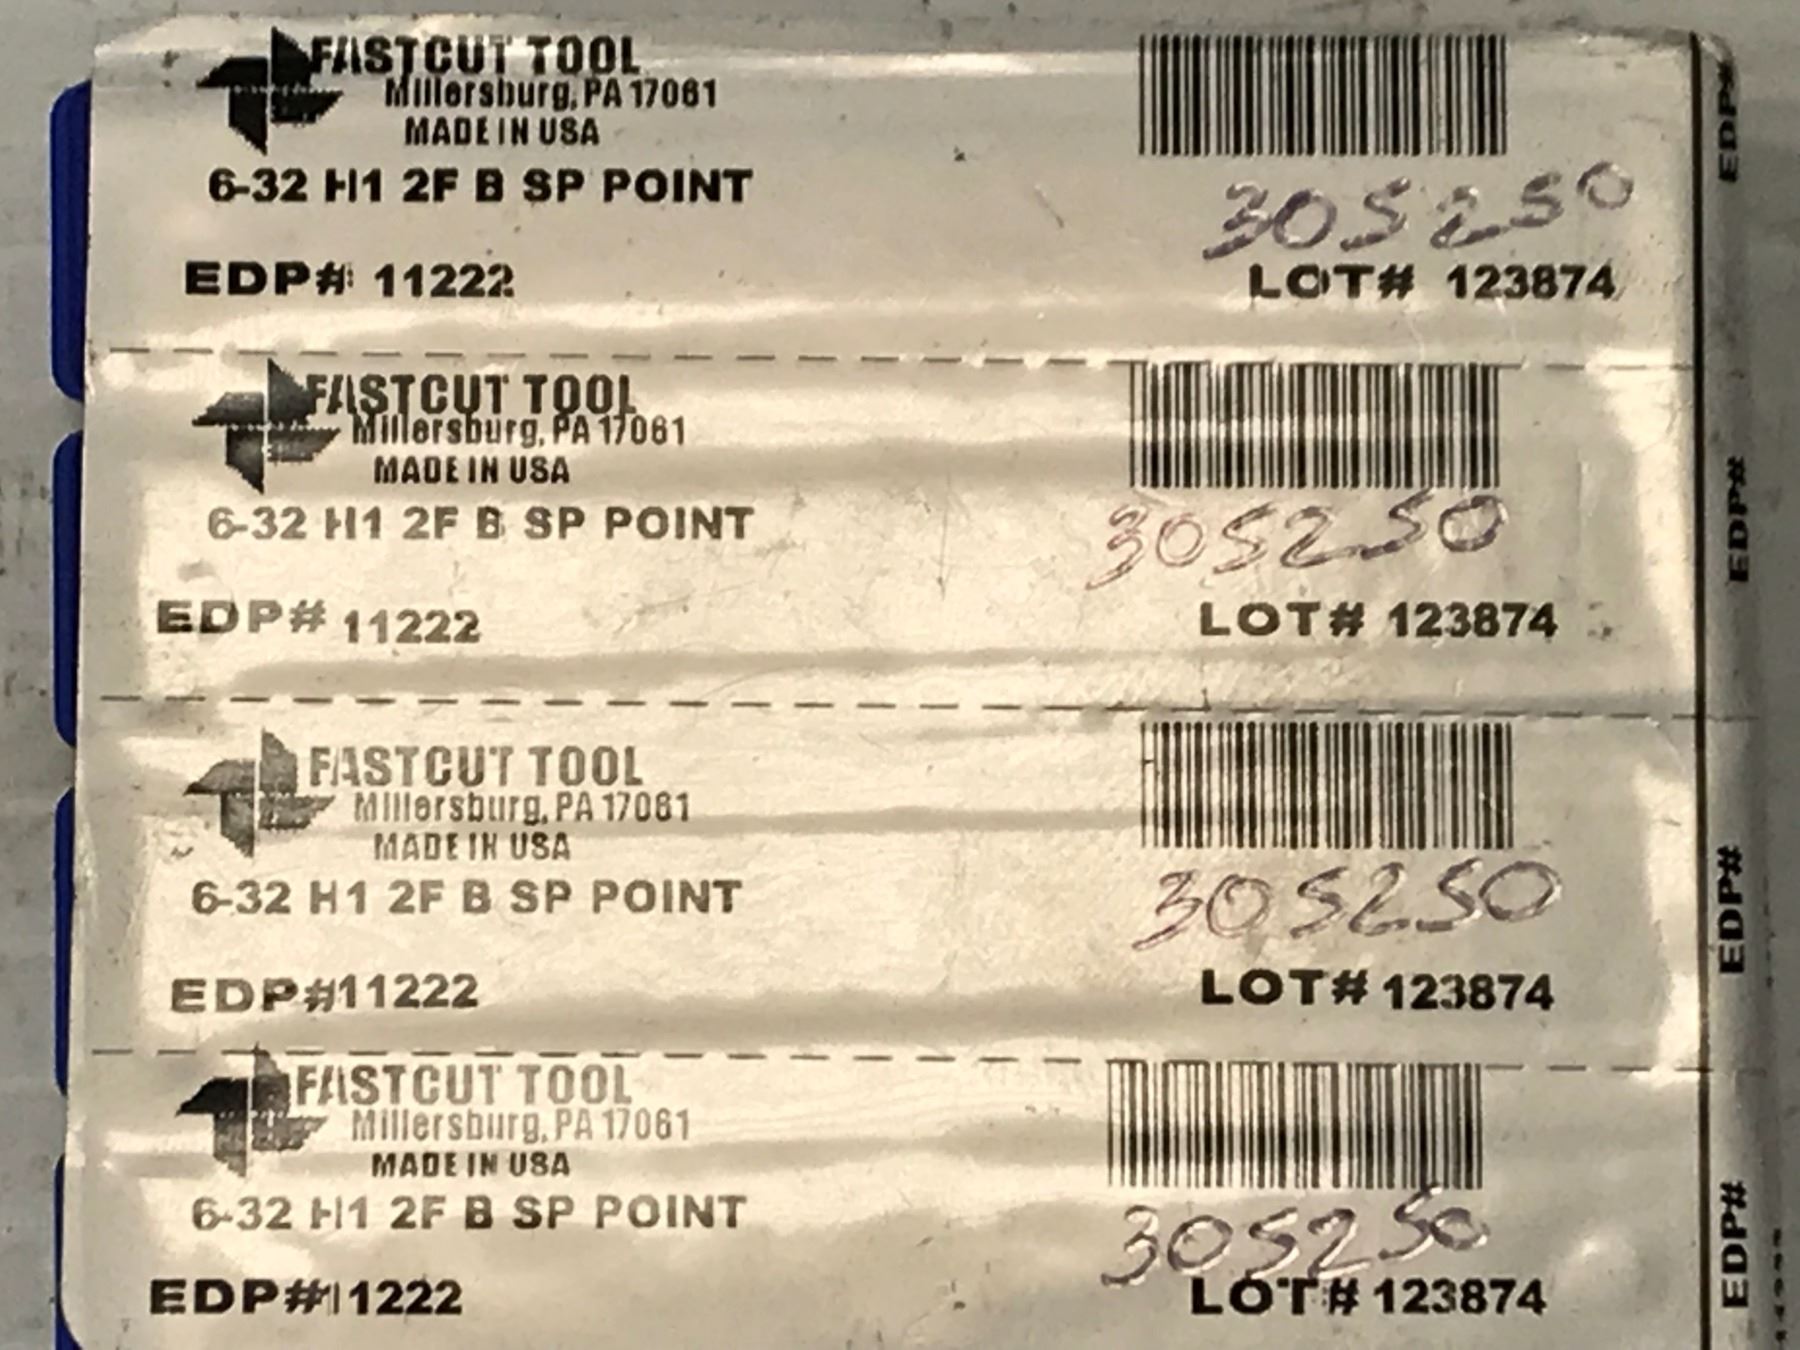 FASTCUT TOOL
Millersburg, PA 17061
MADE IN USA
6-32 H1 2F B SP POINT
305250
EDP# 11222
LOT# 123874
FASTCUT TOOL
Millersburg, PA 17061
MADE IN USA
6-32 H1 2F B SP POINT
305250
EDP# 11222
LOT# 123874
FASTCUT TOOL
Millersburg, PA 17061
MADE IN USA
6-32 H1 2F B SP POINT
305250
EDP# 11222
LOT# 123874
FASTCUT TOOL
Millersburg, PA 17061
MADE IN USA
6-32 H1 2F B SP POINT
305250
EDP# 11222
LOT# 123874
EDP#
EDP#
EDP#
EDP#